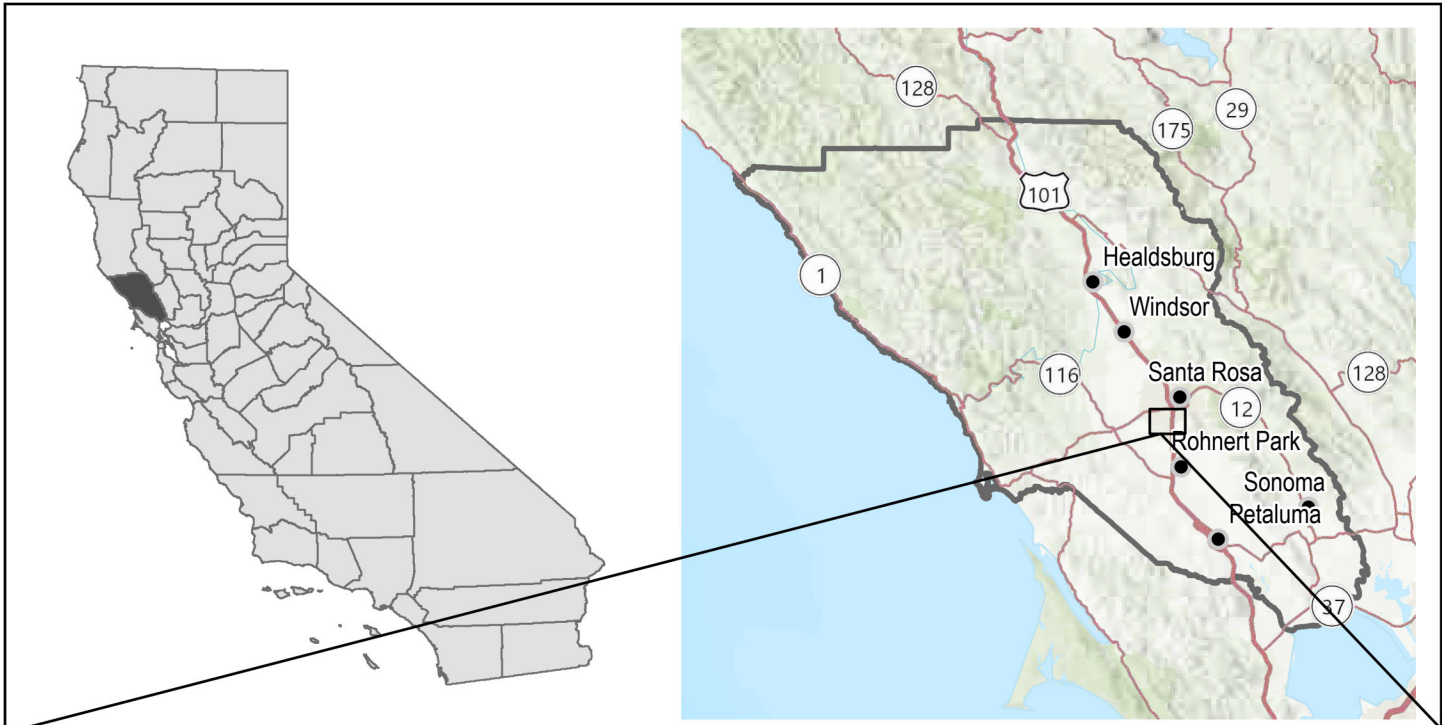 128
29
175
101
Healdsburg
1
Windsor
116
Santa Rosa
128
12
Rohnert Park
Sonoma
Petaluma
37